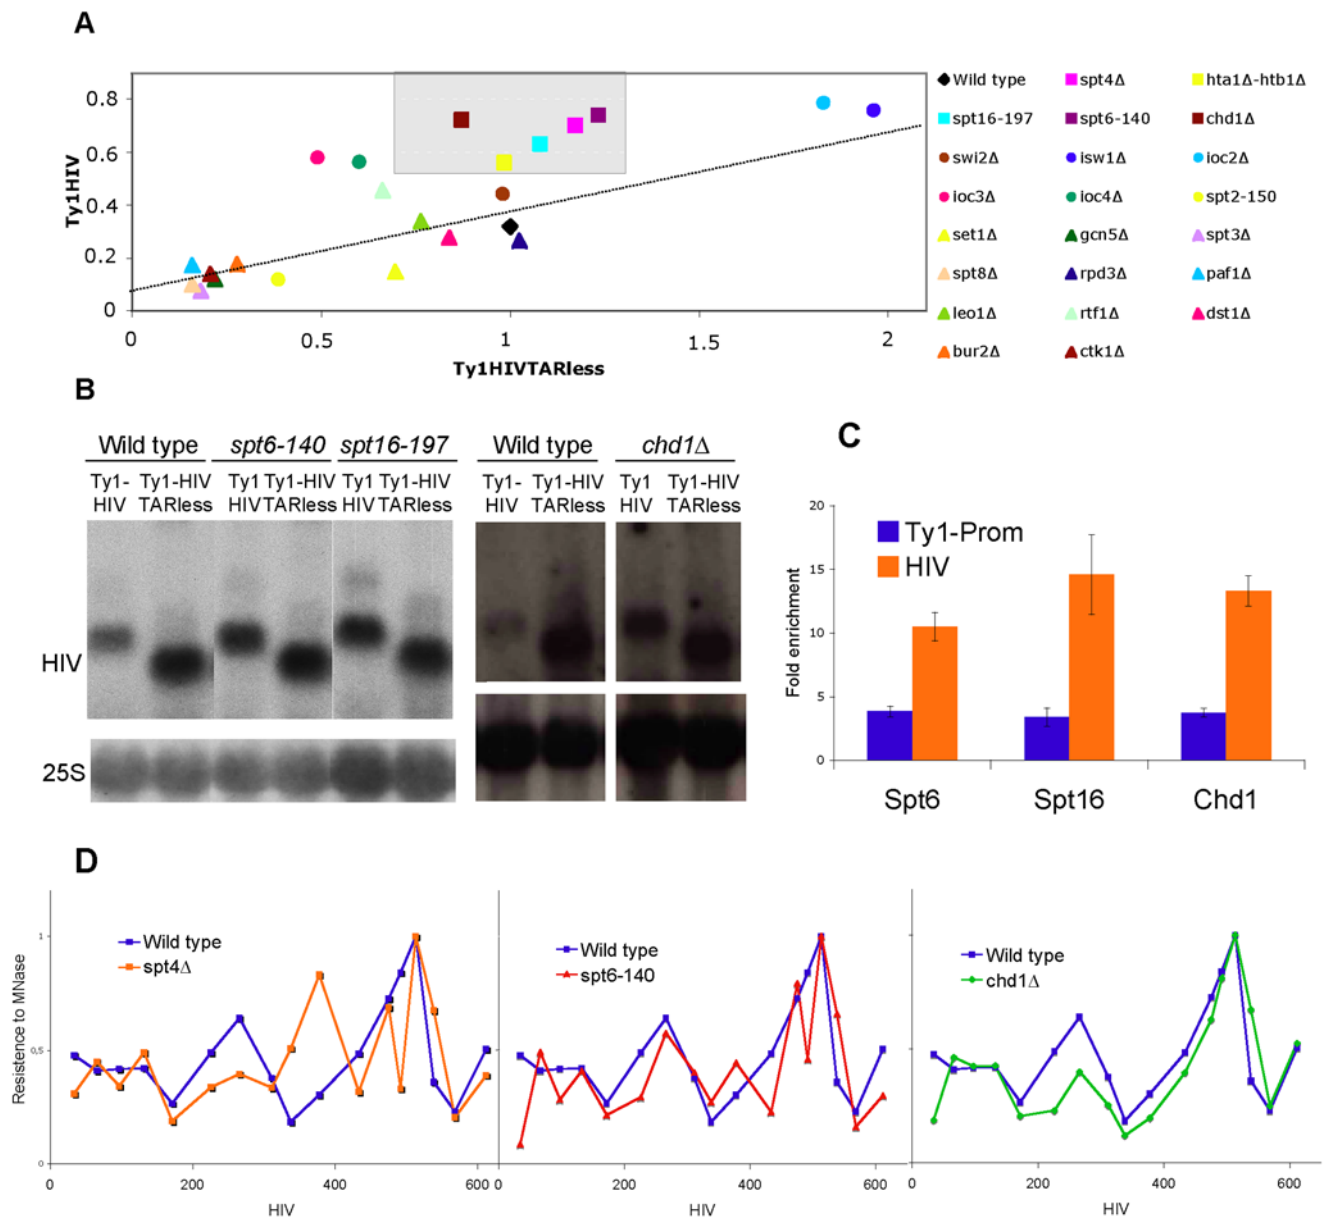 A
Ty1HIV
0.8
0.6
0.4
0.2
0
0
0.5
1
1.5
2
Ty1HIVTARless
Wild type
spt4Δ
hta1Δ-htb1Δ
spt16-197
spt6-140
chd1Δ
swi2Δ
isw1Δ
ioc2Δ
ioc3Δ
ioc4Δ
spt2-150
set1Δ
gcn5Δ
spt3Δ
spt8Δ
rpd3Δ
paf1Δ
leo1Δ
rtf1Δ
dst1Δ
bur2Δ
ctk1Δ
B
Wild type spt6-140 spt16-197
Ty1- Ty1-HIV Ty1 Ty1-HIV Ty1 Ty1-HIV
HIV TARless HIV TARless HIV TARless
HIV
25S
Wild type chd1Δ
Ty1- Ty1-HIV Ty1 Ty1-HIV
HIV TARless HIV TARless
C
Fold enrichment
20
15
10
5
0
Ty1-Prom
HIV
Spt6 Spt16 Chd1
D
Resistence to MNase
1
0,5
0
Wild type
spt4Δ
0 200 400 600
HIV
Wild type
spt6-140
0 200 400 600
HIV
Wild type
chd1Δ
0 200 400 600
HIV